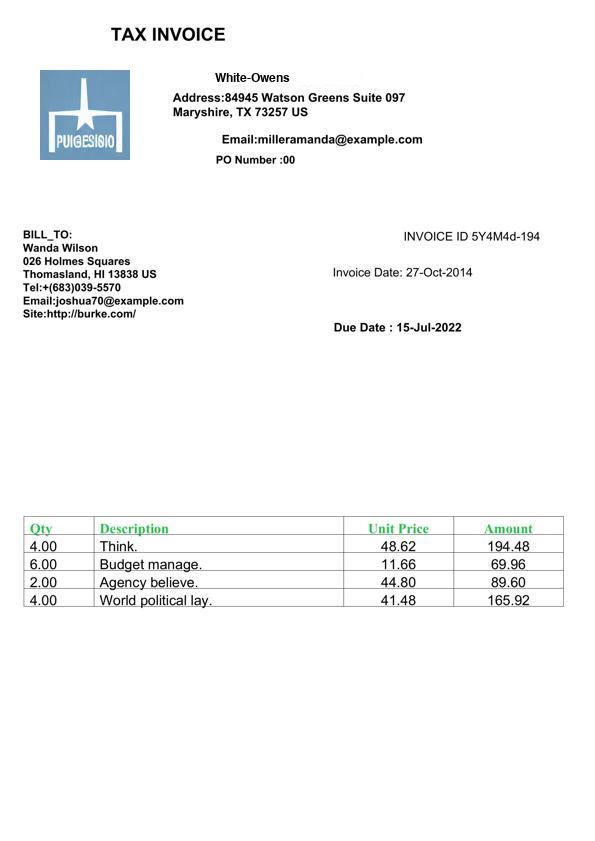 TAX INVOICE
PUIGESISIO
White-Owens
Address:84945 Watson Greens Suite 097
Maryshire, TX 73257 US
Email:milleramanda@example.com
PO Number :00
BILL_TO:
Wanda Wilson
026 Holmes Squares
Thomasland, HI 13838 US
Tel:+(683)039-5570
Email:joshua70@example.com
Site:http://burke.com/
INVOICE ID 5Y4M4d-194
Invoice Date: 27-Oct-2014
Due Date : 15-Jul-2022
Qty Description Unit Price Amount
4.00 Think. 48.62 194.48
6.00 Budget manage. 11.66 69.96
2.00 Agency believe. 44.80 89.60
4.00 World political lay. 41.48 165.92